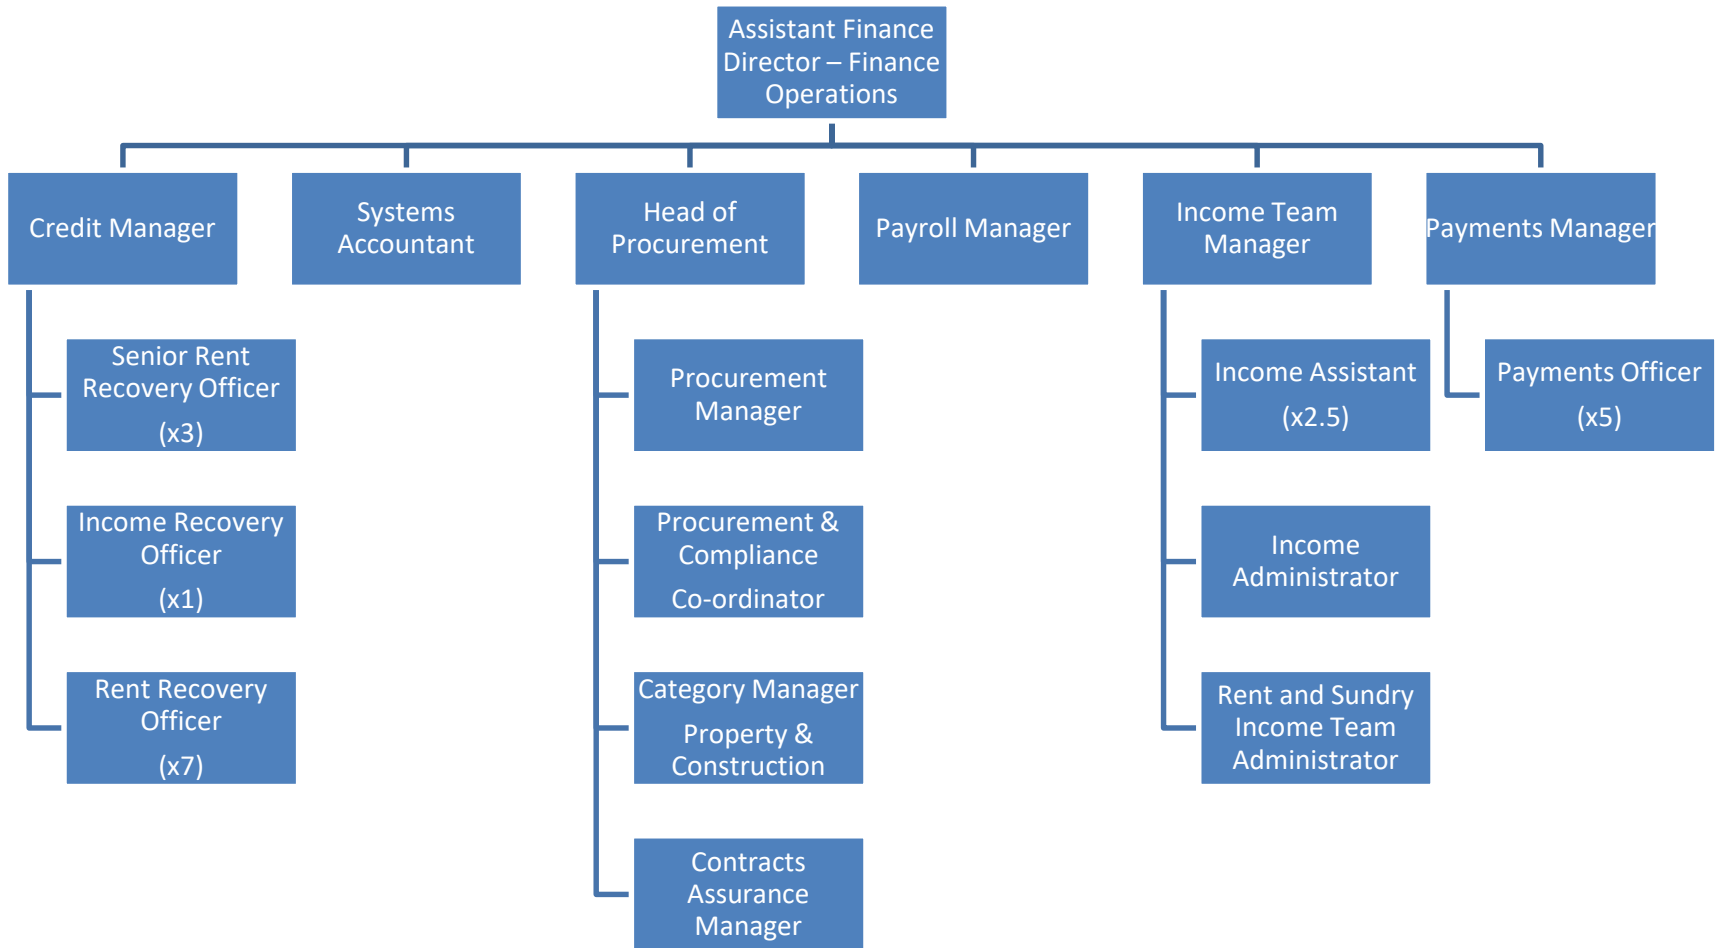 Assistant Finance
Director – Finance
Operations
Credit Manager
Systems
Accountant
Head of
Procurement
Payroll Manager
Income Team
Manager
Payments Manager
Senior Rent
Recovery Officer
(x3)
Procurement
Manager
Income Assistant
(x2.5)
Payments Officer
(x5)
Income Recovery
Officer
(x1)
Procurement &
Compliance
Co-ordinator
Income
Administrator
Rent Recovery
Officer
(x7)
Category Manager
Property &
Construction
Rent and Sundry
Income Team
Administrator
Contracts
Assurance
Manager